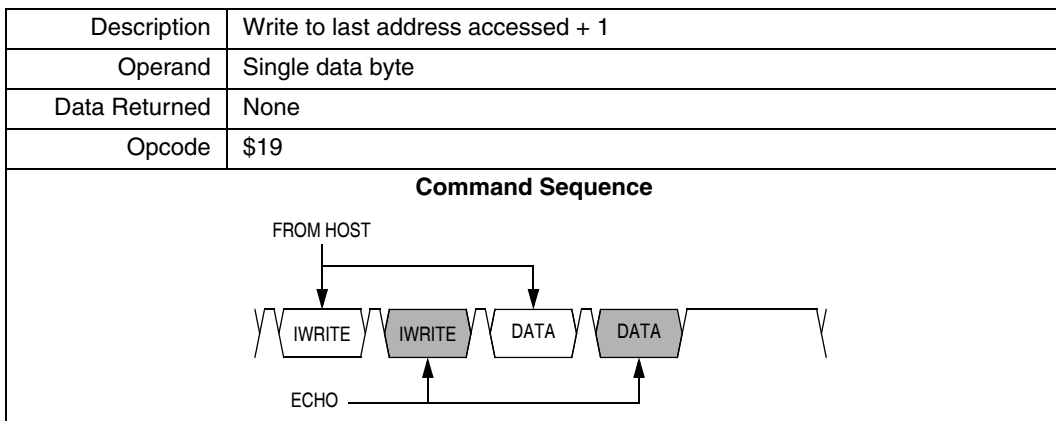 Description Write to last address accessed + 1
Operand Single data byte
Data Returned None
Opcode $19
Command Sequence
FROM HOST
IWRITE IWRITE DATA DATA
ECHO